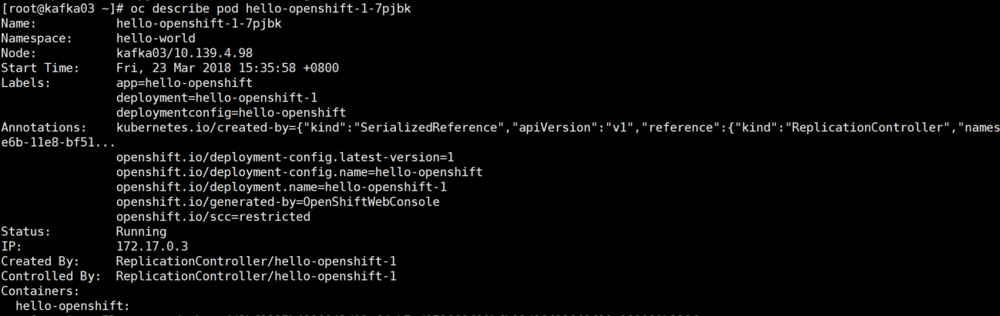 [root@kafka03 ~]# oc describe pod hello-openshift-1-7pjbk
Name: hello-openshift-1-7pjbk
Namespace: hello-world
Node: kafka03/10.139.4.98
Start Time: Fri, 23 Mar 2018 15:35:58 +0800
Labels: app=hello-openshift
deployment=hello-openshift-1
deploymentconfig=hello-openshift
Annotations: kubernetes.io/created-by={"kind":"SerializedReference","apiVersion":"v1","reference":{"kind":"ReplicationController","names
e6b-11e8-bf51...
openshift.io/deployment-config.latest-version=1
openshift.io/deployment-config.name=hello-openshift
openshift.io/deployment.name=hello-openshift-1
openshift.io/generated-by=OpenShiftWebConsole
openshift.io/scc=restricted
Status: Running
IP: 172.17.0.3
Created By: ReplicationController/hello-openshift-1
Controlled By: ReplicationController/hello-openshift-1
Containers:
hello-openshift: